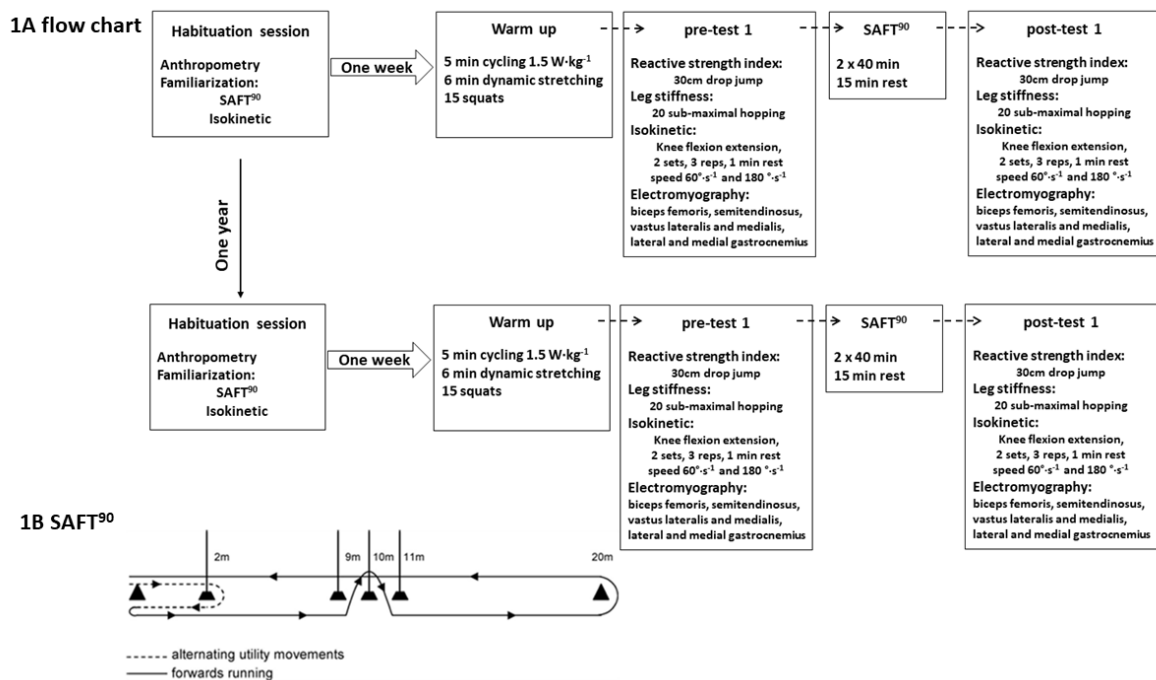 1A flow chart
Habituation session
Anthropometry
Familiarization:
SAFT⁹⁰
Isokinetic
One week
Warm up
5 min cycling 1.5 W·kg⁻¹
6 min dynamic stretching
15 squats
pre-test 1
Reactive strength index:
30cm drop jump
Leg stiffness:
20 sub-maximal hopping
Isokinetic:
Knee flexion extension,
2 sets, 3 reps, 1 min rest
speed 60°·s⁻¹ and 180 °·s⁻¹
Electromyography:
biceps femoris, semitendinosus,
vastus lateralis and medialis,
lateral and medial gastrocnemius
SAFT⁹⁰
2 x 40 min
15 min rest
post-test 1
Reactive strength index:
30cm drop jump
Leg stiffness:
20 sub-maximal hopping
Isokinetic:
Knee flexion extension,
2 sets, 3 reps, 1 min rest
speed 60°·s⁻¹ and 180 °·s⁻¹
Electromyography:
biceps femoris, semitendinosus,
vastus lateralis and medialis,
lateral and medial gastrocnemius
One year
Habituation session
Anthropometry
Familiarization:
SAFT⁹⁰
Isokinetic
One week
Warm up
5 min cycling 1.5 W·kg⁻¹
6 min dynamic stretching
15 squats
pre-test 1
Reactive strength index:
30cm drop jump
Leg stiffness:
20 sub-maximal hopping
Isokinetic:
Knee flexion extension,
2 sets, 3 reps, 1 min rest
speed 60°·s⁻¹ and 180 °·s⁻¹
Electromyography:
biceps femoris, semitendinosus,
vastus lateralis and medialis,
lateral and medial gastrocnemius
SAFT⁹⁰
2 x 40 min
15 min rest
post-test 1
Reactive strength index:
30cm drop jump
Leg stiffness:
20 sub-maximal hopping
Isokinetic:
Knee flexion extension,
2 sets, 3 reps, 1 min rest
speed 60°·s⁻¹ and 180 °·s⁻¹
Electromyography:
biceps femoris, semitendinosus,
vastus lateralis and medialis,
lateral and medial gastrocnemius
1B SAFT⁹⁰
2m 9m 10m 11m 20m
alternating utility movements
forwards running